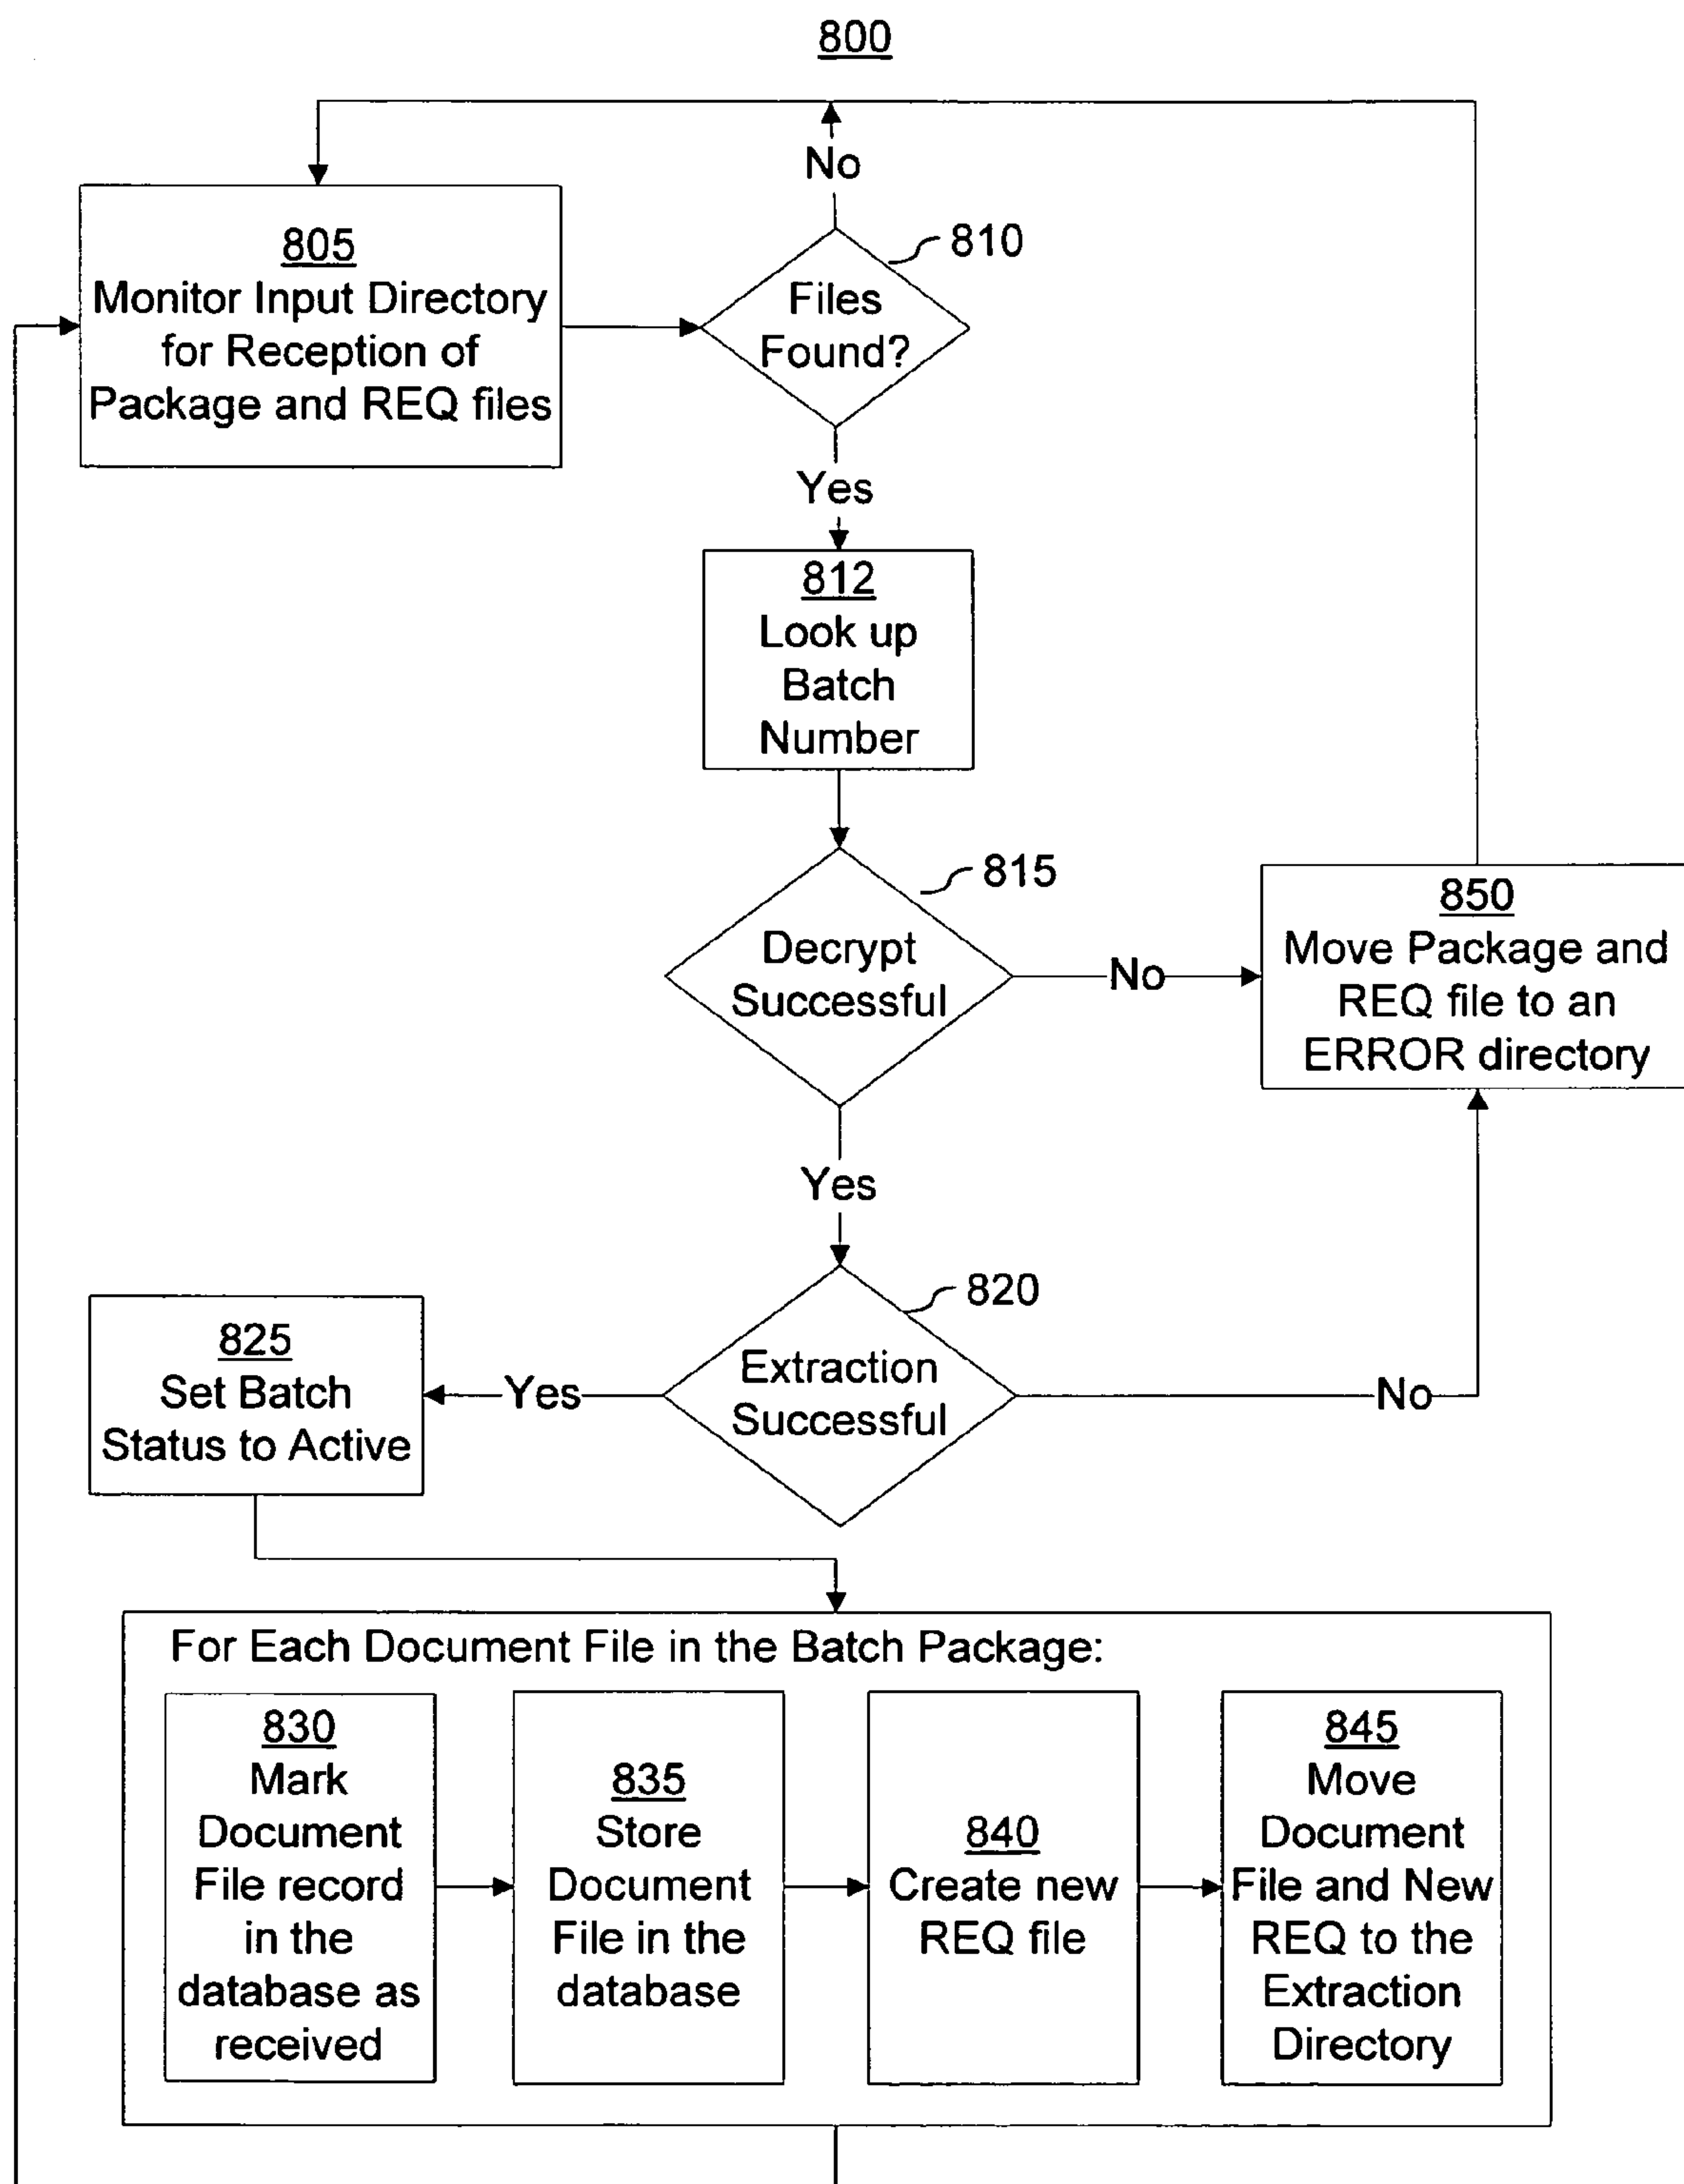 800
No
805
Monitor Input Directory
for Reception of
Package and REQ files
810
Files
Found?
Yes
812
Look up
Batch
Number
815
Decrypt
Successful
No
850
Move Package and
REQ file to an
ERROR directory
Yes
820
Extraction
Successful
Yes
No
825
Set Batch
Status to Active
For Each Document File in the Batch Package:
830
Mark
Document
File record
in the
database as
received
835
Store
Document
File in the
database
840
Create new
REQ file
845
Move
Document
File and New
REQ to the
Extraction
Directory